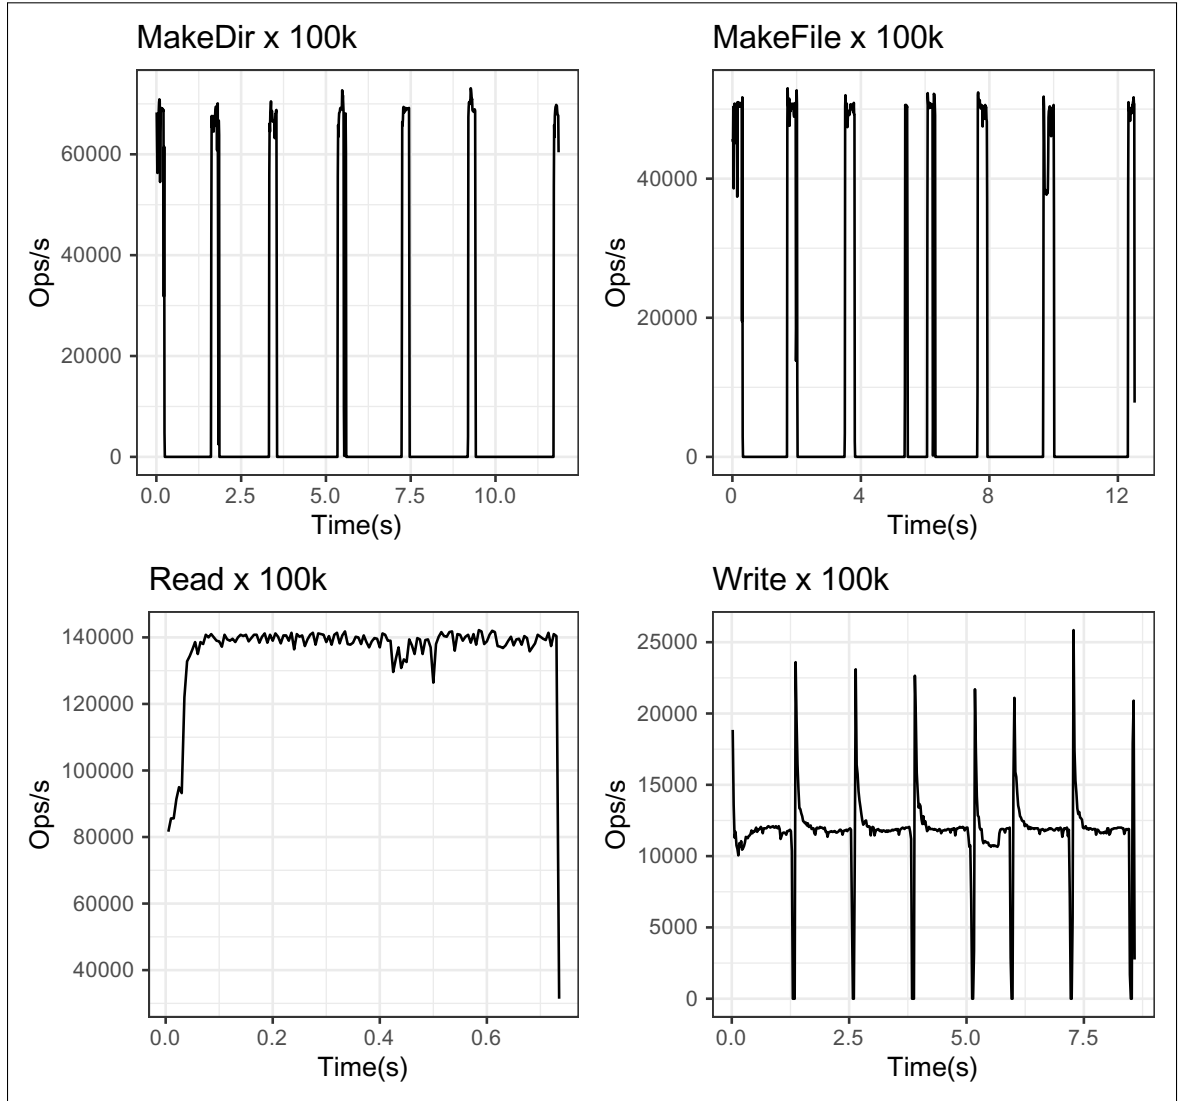 MakeDir x 100k
Ops/s
60000
40000
20000
0
0.0 2.5 5.0 7.5 10.0
Time(s)
MakeFile x 100k
Ops/s
40000
20000
0
0 4 8 12
Time(s)
Read x 100k
Ops/s
140000
120000
100000
80000
60000
40000
0.0 0.2 0.4 0.6
Time(s)
Write x 100k
Ops/s
25000
20000
15000
10000
5000
0
0.0 2.5 5.0 7.5
Time(s)